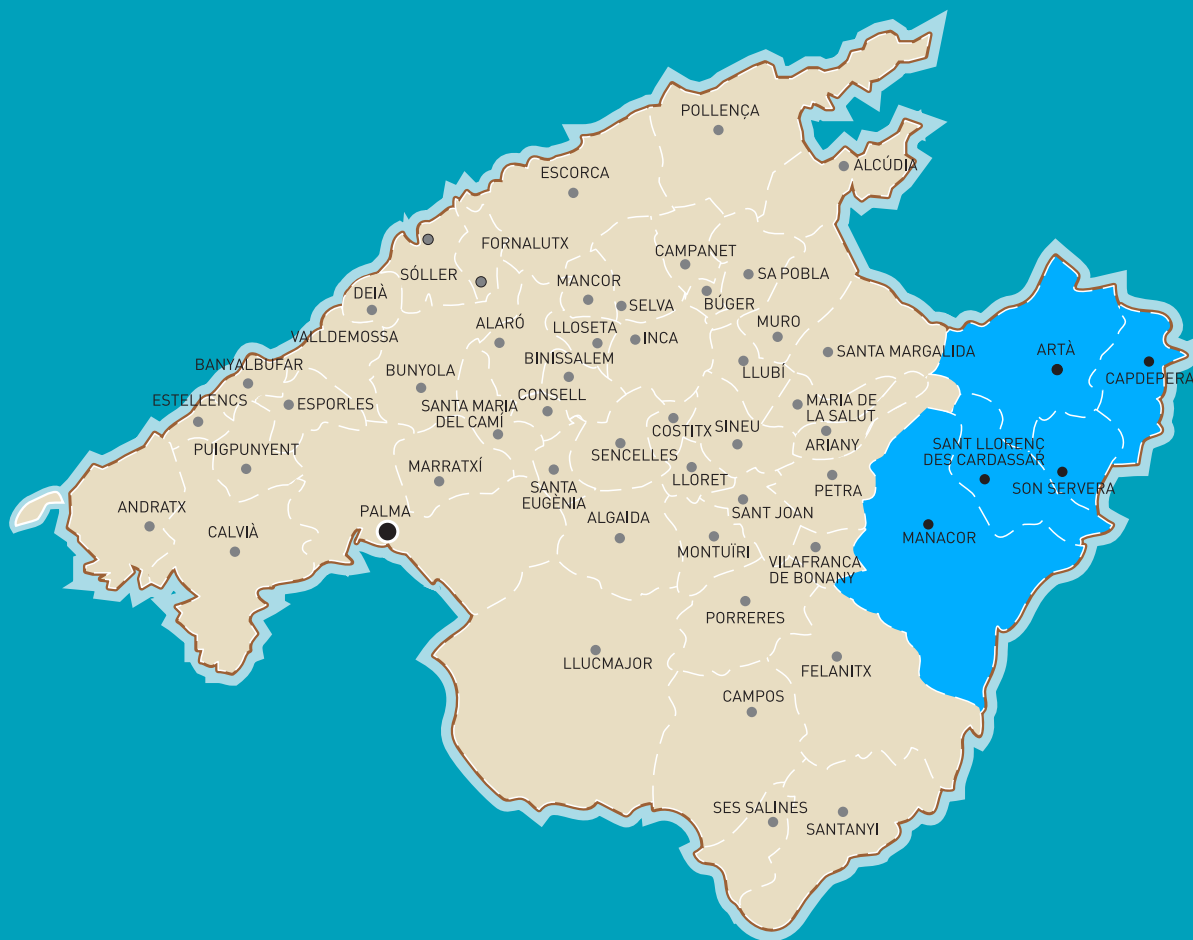 POLLENÇA
ALCÚDIA
ESCORCA
FORNALUTX
CAMPANET
SÓLLER
SA POBLA
MANCOR
DEIÀ
BÚGER
SELVA
ALARÓ
LLOSETA
MURO
VALLDEMOSSA
INCA
SANTA MARGALIDA
ARTÀ
BINISSALEM
BANYALBUFAR
BUNYOLA
LLUBÍ
CAPDEPERA
ESTELLENCS
ESPORLES
CONSELL
SANTA MARIA
DEL CAMÍ
MARIA DE
LA SALUT
COSTITX
SINEU
ARIANY
PUIGPUNYENT
SENCELLES
SANT LLORENÇ
DES CARDASSAR
MARRATXÍ
LLORET
PETRA
SON SERVERA
SANTA
EUGÈNIA
ANDRATX
PALMA
SANT JOAN
ALGAIDA
CALVIÀ
MONTUÏRI
MANACOR
VILAFRANCA
DE BONANY
PORRERES
LLUCMAJOR
FELANITX
CAMPOS
SES SALINES
SANTANYI